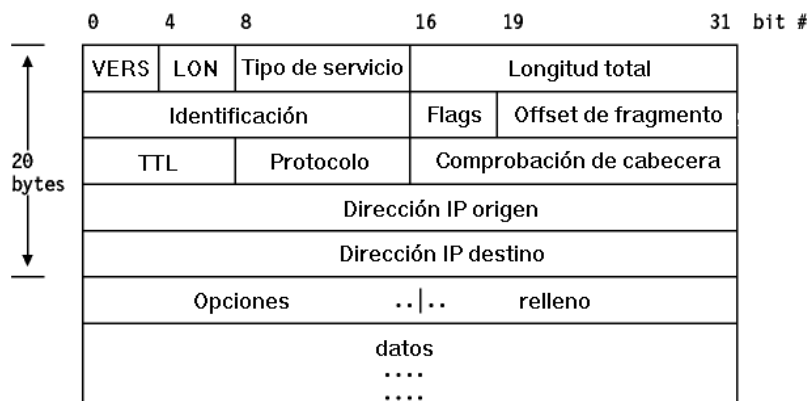 0 4 8 16 19 31 bit #
VERS LON Tipo de servicio Longitud total
Identificación Flags Offset de fragmento
20
bytes
TTL Protocolo Comprobación de cabecera
Dirección IP origen
Dirección IP destino
Opciones ..|.. relleno
datos
....
....